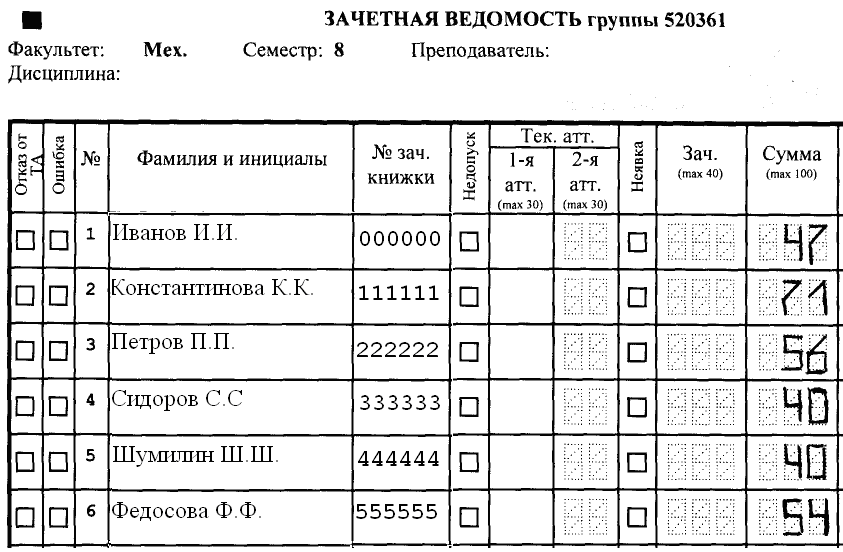 ЗАЧЕТНАЯ ВЕДОМОСТЬ группы 520361
Факультет: Мех. Семестр: 8 Преподаватель:
Дисциплина:
Отказ от ТА Ошибка № Фамилия и инициалы № зач. книжки Недопуск Тек. атт. 1-я атт. (max 30) 2-я атт. (max 30) Неявка Зач. (max 40) Сумма (max 100)
1 Иванов И.И. 000000 47
2 Константинова К.К. 111111 71
3 Петров П.П. 222222 56
4 Сидоров С.С 333333 40
5 Шумилин Ш.Ш. 444444 40
6 Федосова Ф.Ф. 555555 54